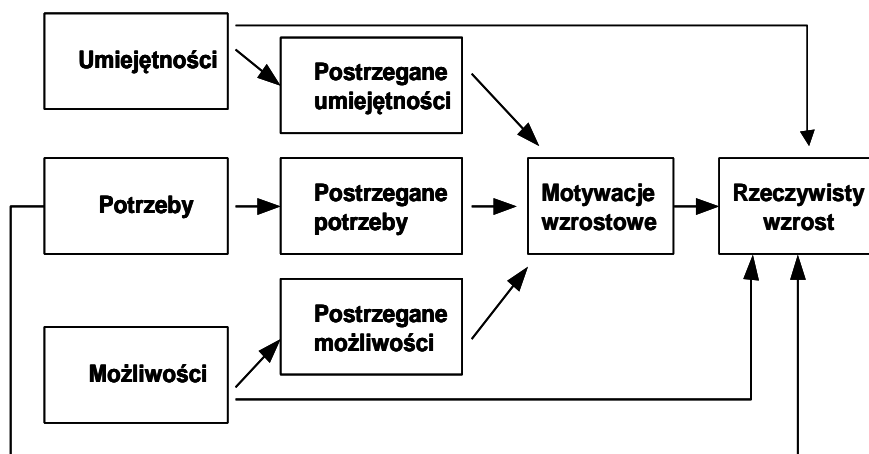 Umiejętności
Postrzegane
umiejętności
Potrzeby
Postrzegane
potrzeby
Motywacje
wzrostowe
Rzeczywisty
wzrost
Możliwości
Postrzegane
możliwości